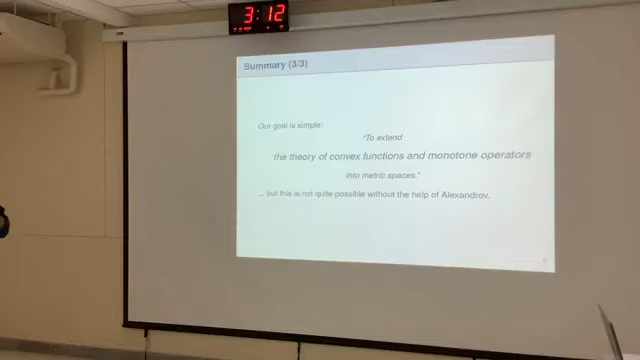 3:12
Summary (3/3)
Our goal is simple:
"To extend
the theory of convex functions and monotone operators
into metric spaces."
... but this is not quite possible without the help of Alexandrov.